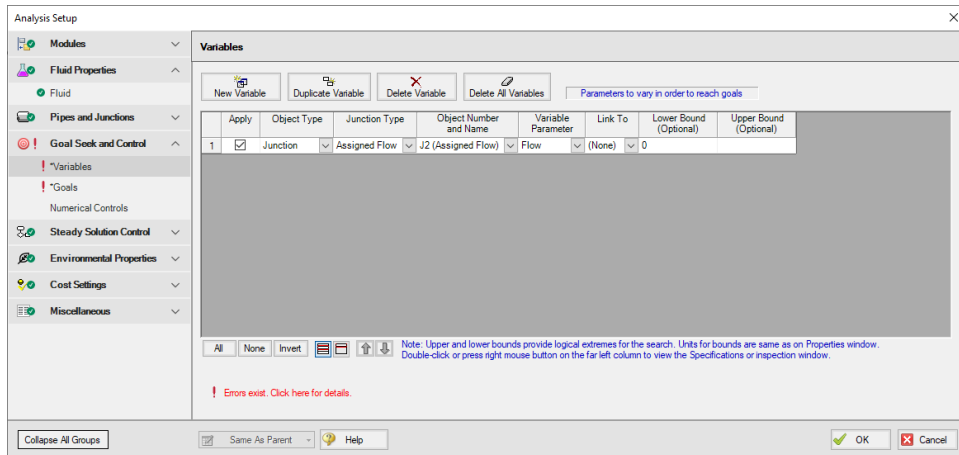 Analysis Setup
Modules
Fluid Properties
Fluid
Pipes and Junctions
Goal Seek and Control
*Variables
*Goals
Numerical Controls
Steady Solution Control
Environmental Properties
Cost Settings
Miscellaneous
Variables
New Variable
Duplicate Variable
Delete Variable
Delete All Variables
Parameters to vary in order to reach goals
Apply Object Type Junction Type Object Number and Name Variable Parameter Link To Lower Bound (Optional) Upper Bound (Optional)
1 Junction Assigned Flow J2 (Assigned Flow) Flow (None) 0
All None Invert
Note: Upper and lower bounds provide logical extremes for the search. Units for bounds are same as on Properties window.
Double-click or press right mouse button on the far left column to view the Specifications or inspection window.
! Errors exist. Click here for details.
Collapse All Groups
Same As Parent
Help
OK
Cancel